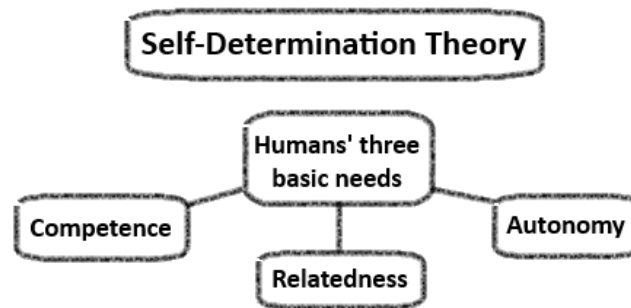 Self-Determination Theory
Humans' three
basic needs
Competence
Relatedness
Autonomy